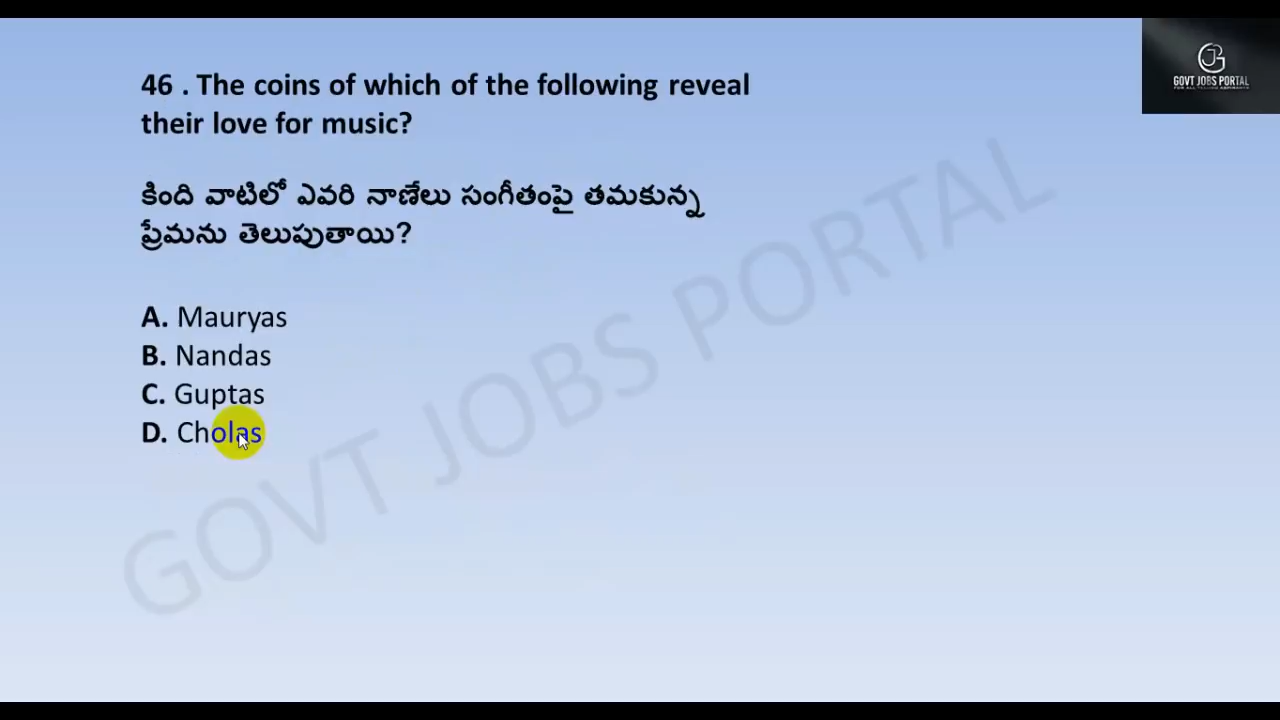 GOVT JOBS PORTAL
46 . The coins of which of the following reveal
their love for music?
కింది వాటిలో ఎవరి నాణేలు సంగీతంపై తమకున్న
ప్రేమను తెలుపుతాయి?
A. Mauryas
B. Nandas
C. Guptas
D. Cholas
GOVT JOBS PORTAL